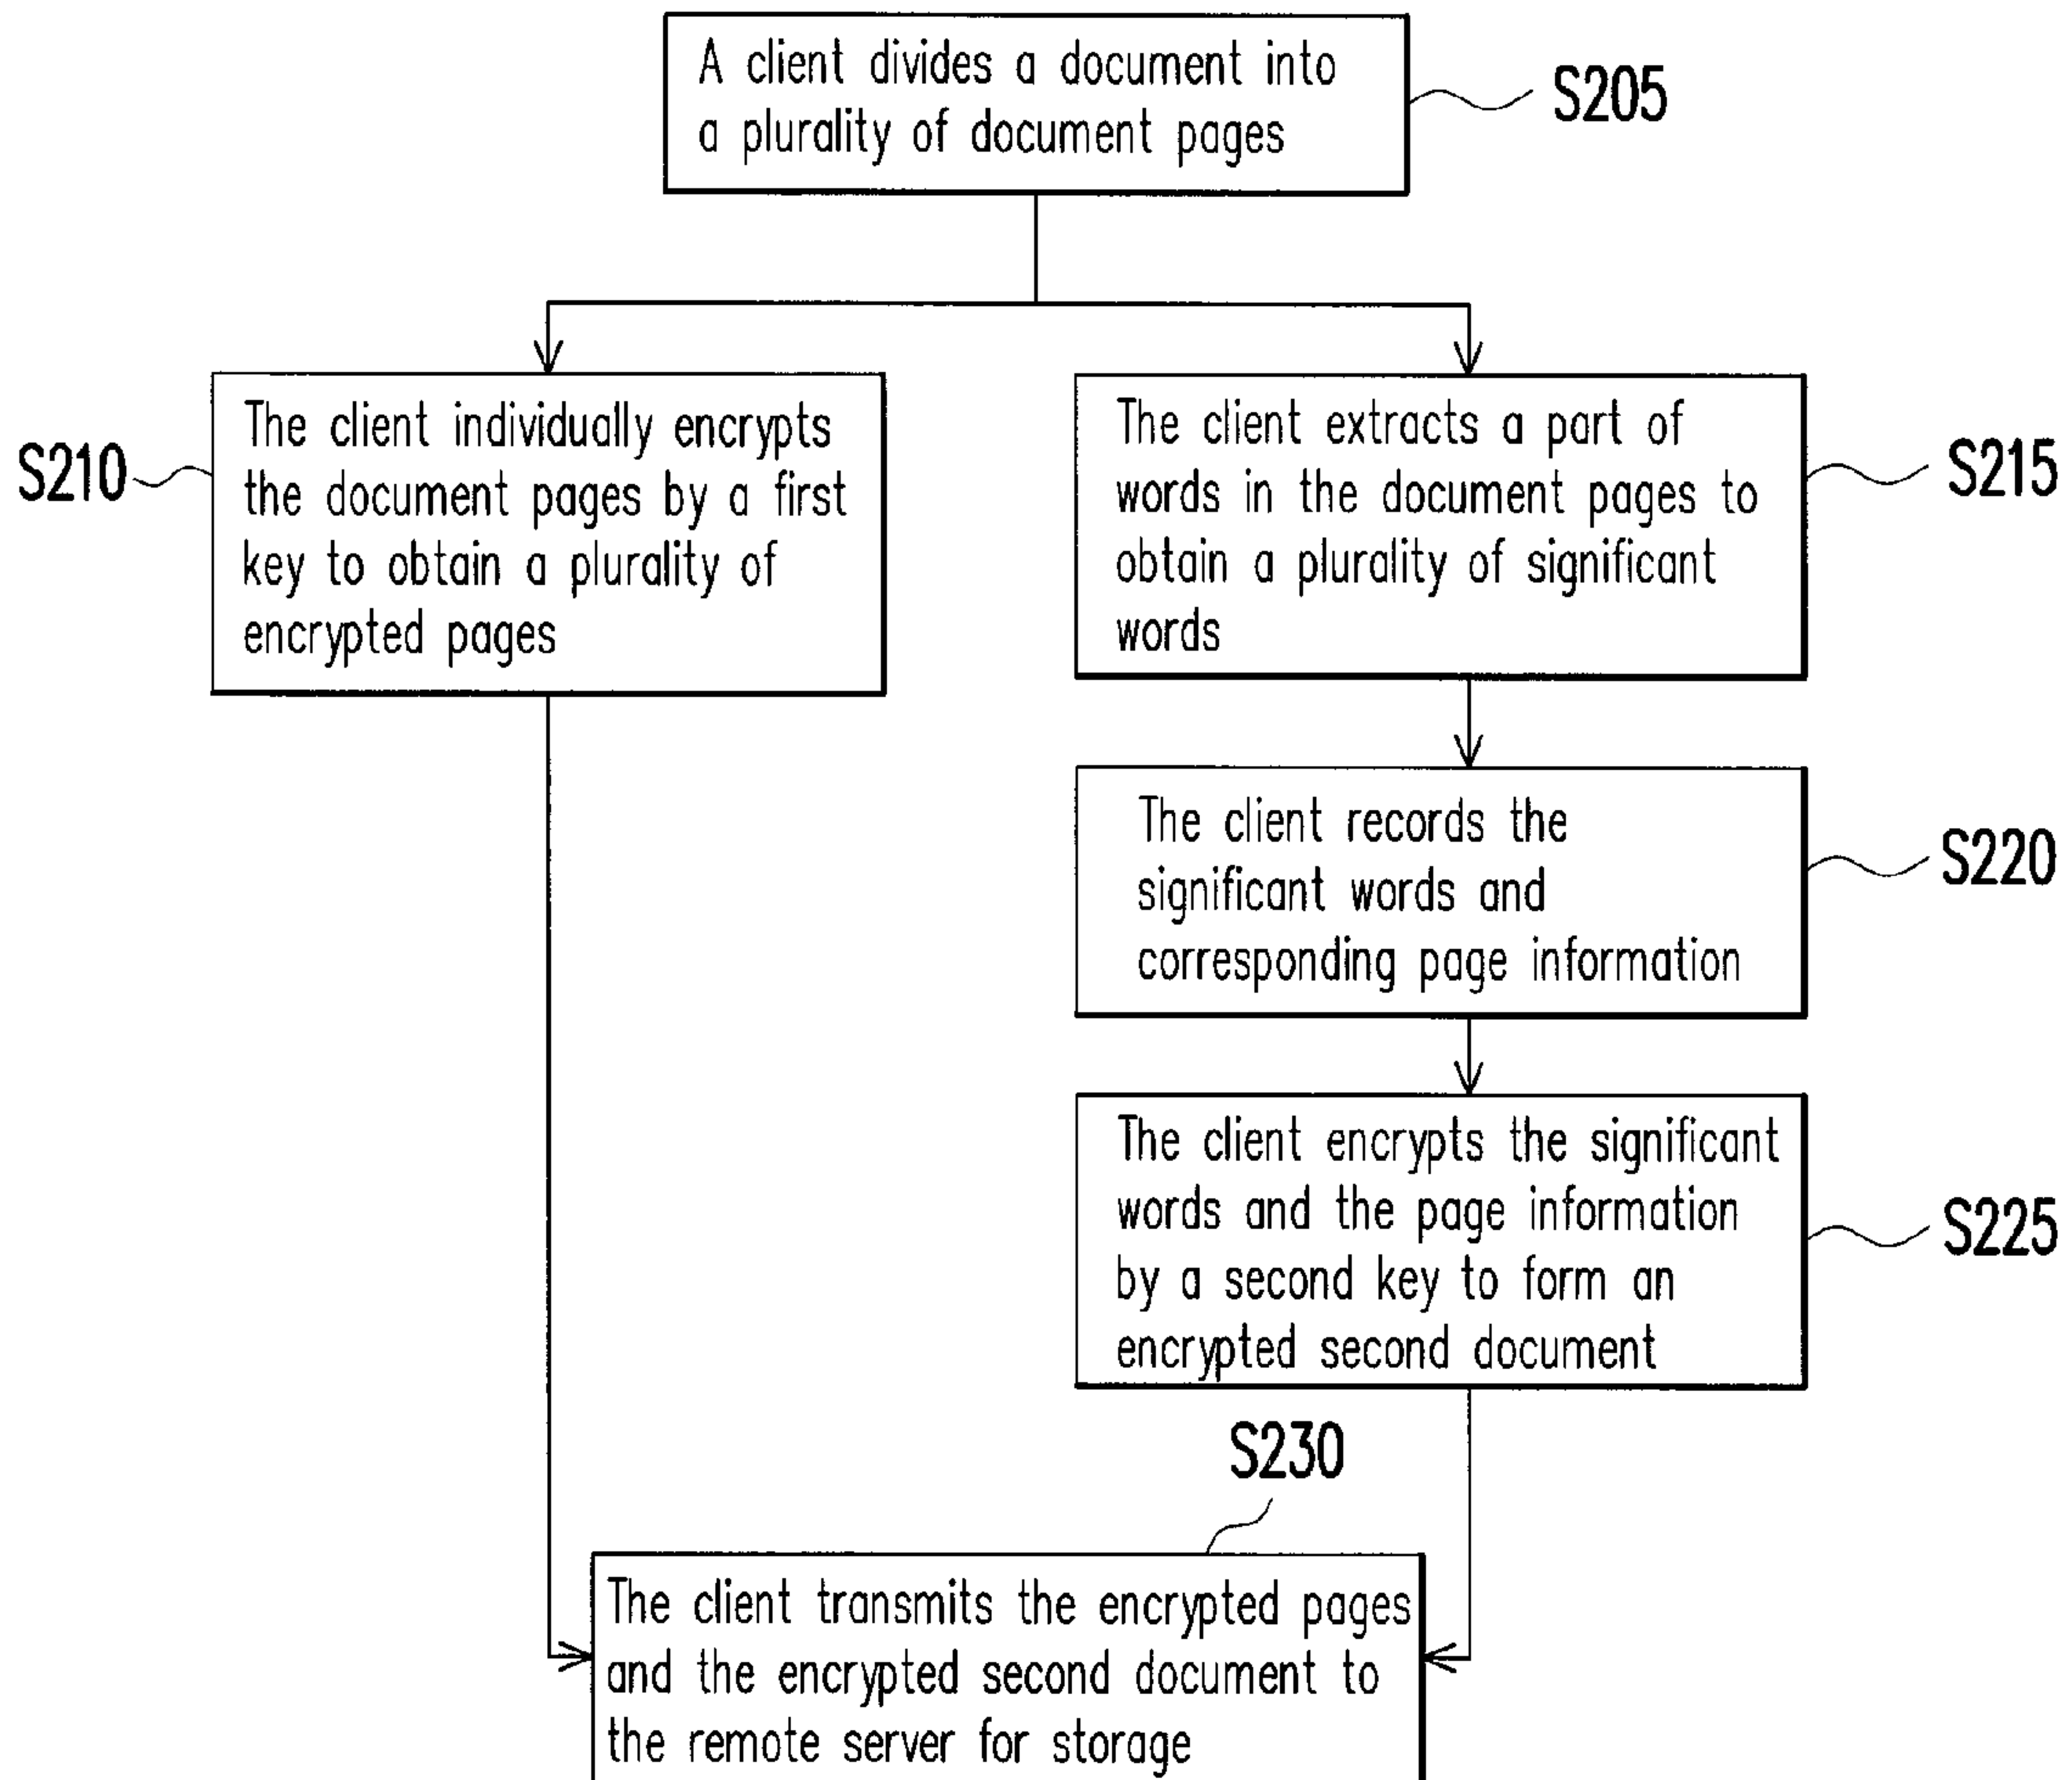 A client divides a document into
a plurality of document pages
S205
S210
The client individually encrypts
the document pages by a first
key to obtain a plurality of
encrypted pages
The client extracts a part of
words in the document pages to
obtain a plurality of significant
words
S215
The client records the
significant words and
corresponding page information
S220
The client encrypts the significant
words and the page information
by a second key to form an
encrypted second document
S225
S230
The client transmits the encrypted pages
and the encrypted second document to
the remote server for storage